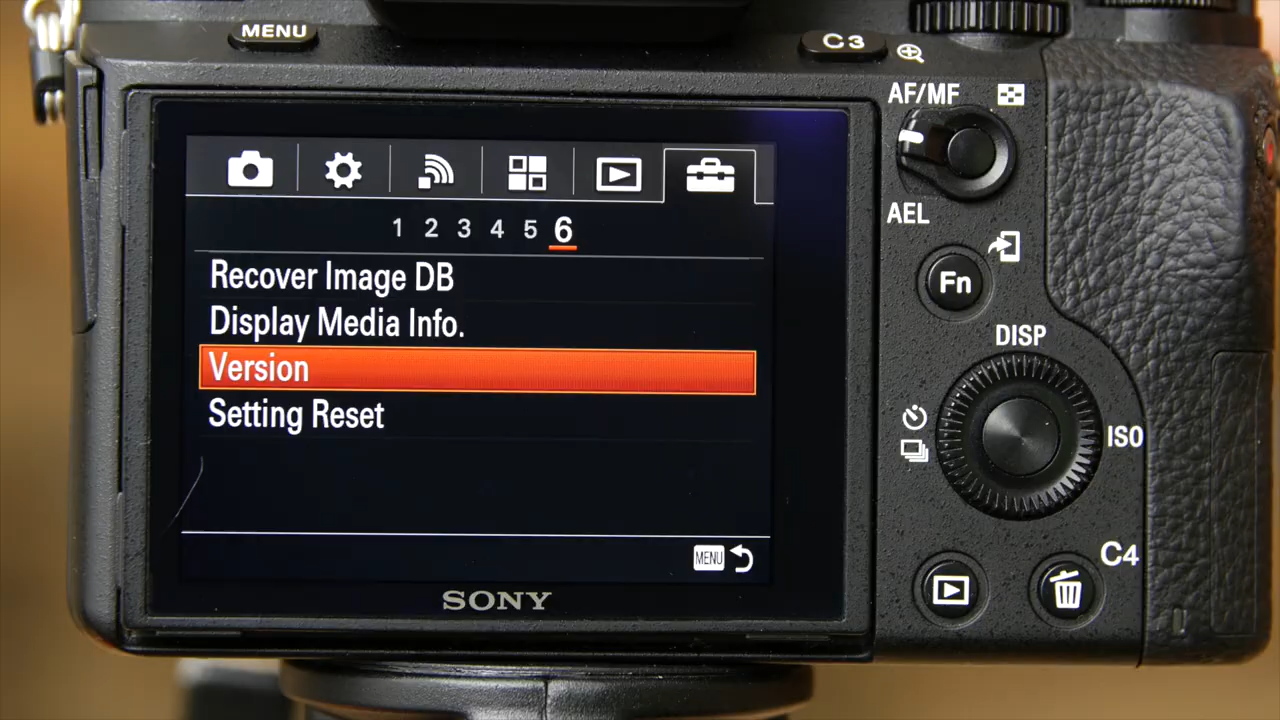 MENU
C3
AF/MF
1 2 3 4 5 6
AEL
Recover Image DB
Fn
Display Media Info.
DISP
Version
Setting Reset
ISO
MENU
C4
SONY